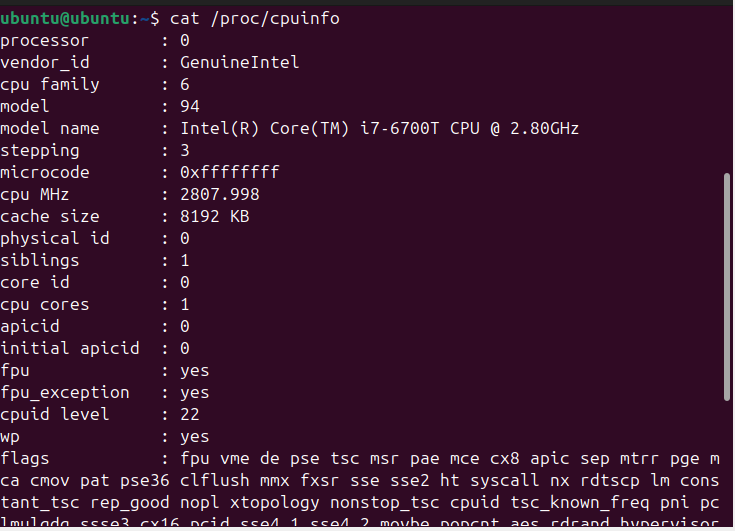 ubuntu@ubuntu:~$ cat /proc/cpuinfo
processor : 0
vendor_id : GenuineIntel
cpu family : 6
model : 94
model name : Intel(R) Core(TM) i7-6700T CPU @ 2.80GHz
stepping : 3
microcode : 0xffffffff
cpu MHz : 2807.998
cache size : 8192 KB
physical id : 0
siblings : 1
core id : 0
cpu cores : 1
apicid : 0
initial apicid : 0
fpu : yes
fpu_exception : yes
cpuid level : 22
wp : yes
flags : fpu vme de pse tsc msr pae mce cx8 apic sep mtrr pge m
ca cmov pat pse36 clflush mmx fxsr sse sse2 ht syscall nx rdtscp lm cons
tant_tsc rep_good nopl xtopology nonstop_tsc cpuid tsc_known_freq pni pc
lmulqdq ssse3 cx16 pcid sse4_1 sse4_2 movbe popcnt aes rdrand hypervisor